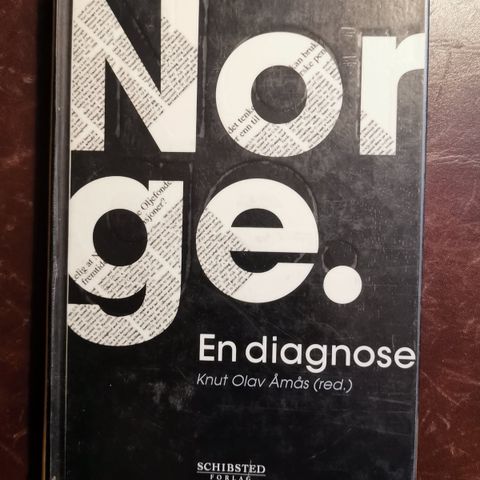 Nor
ge.
En diagnose
Knut Olav Åmås (red.)
SCHIBSTED
FORLAG